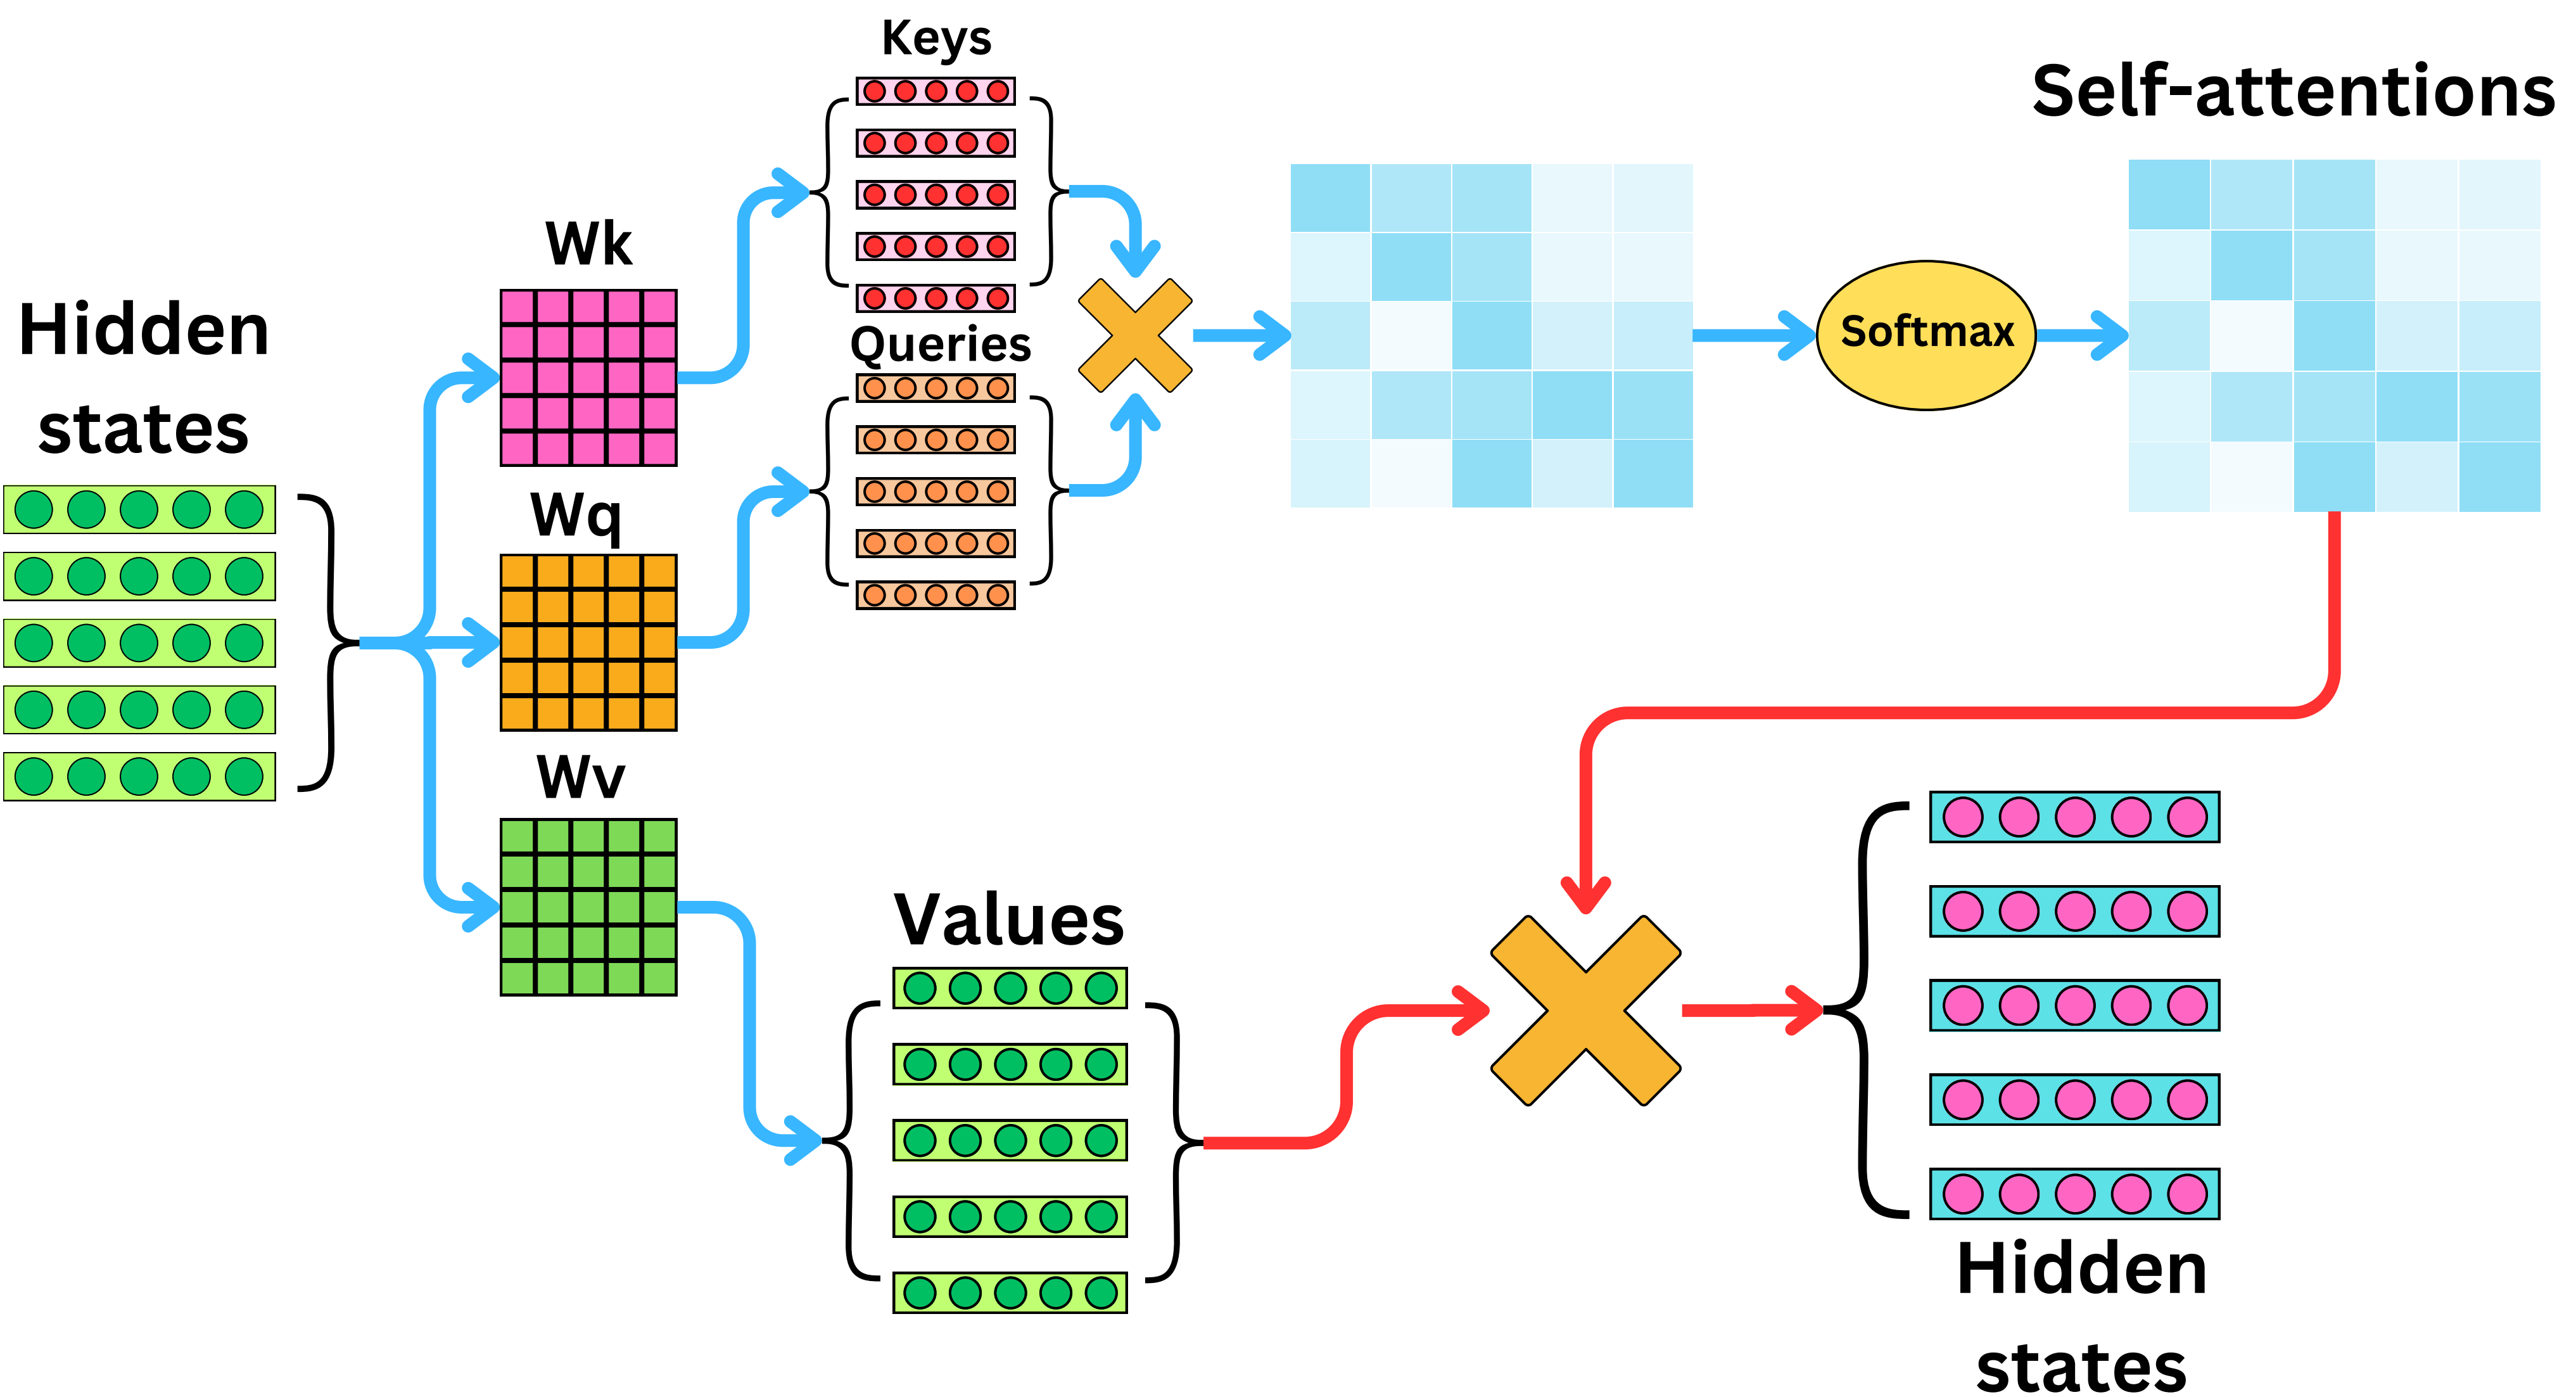 Keys
Self-attentions
Wk
Hidden
states
Queries
Softmax
Wq
Wv
Values
Hidden
states